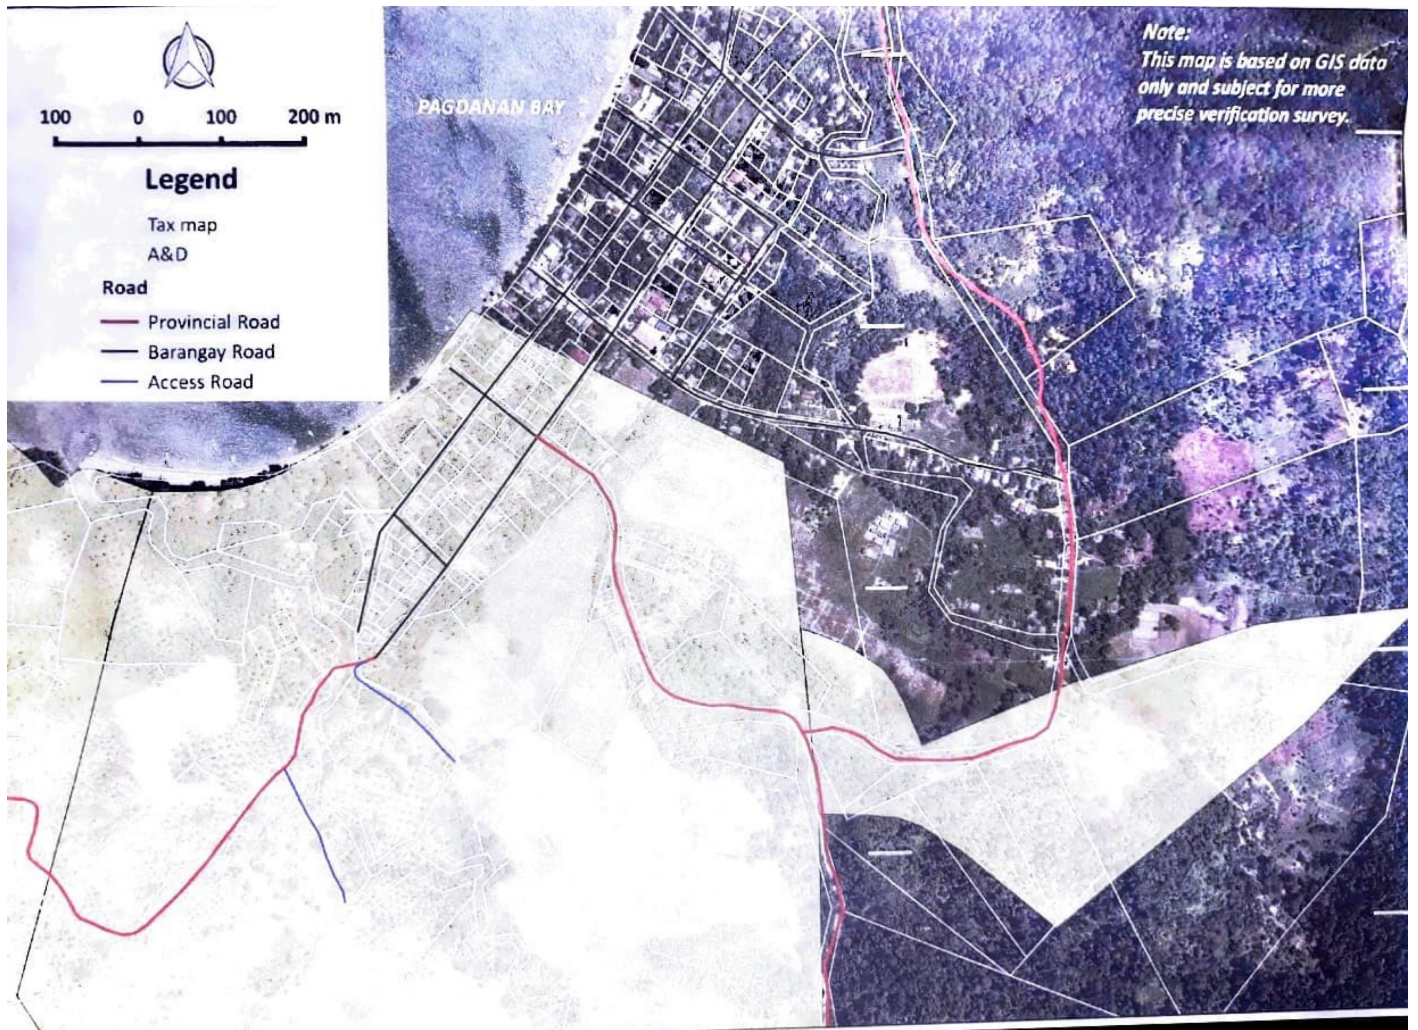 100 0 100 200 m
Legend
Tax map
A&D
Road
Provincial Road
Barangay Road
Access Road
PAGDANAN BAY
Note:
This map is based on GIS data
only and subject for more
precise verification survey.